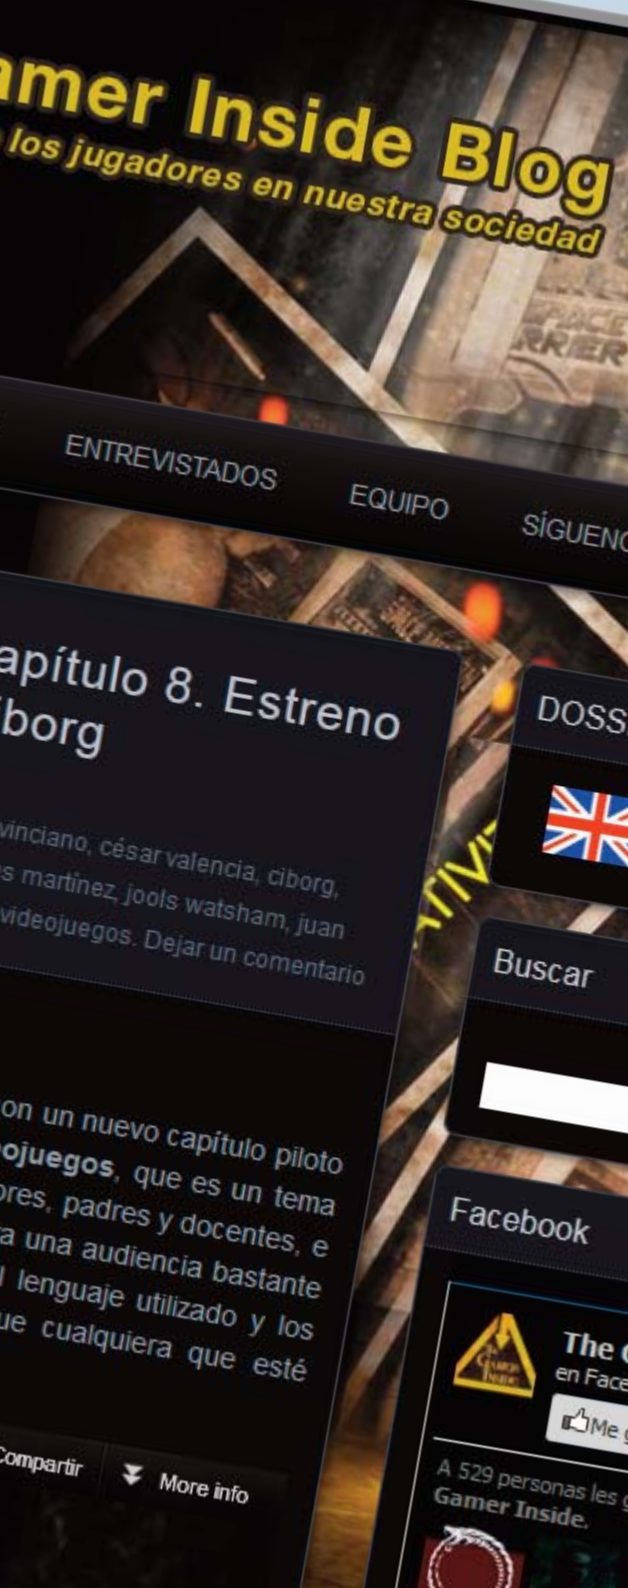 amer Inside Blog
los jugadores en nuestra sociedad
ENTREVISTADOS
EQUIPO
SÍGUENO
apítulo 8. Estreno
iborg
vinciano, césar valencia, ciborg,
s martínez, jools watsham, juan
videojuegos. Dejar un comentario
on un nuevo capítulo piloto
eojuegos, que es un tema
ores, padres y docentes, e
a una audiencia bastante
l lenguaje utilizado y los
ue cualquiera que esté
Compartir
More info
DOSS
ATIVI
Buscar
Facebook
The G
en Face
Me g
A 529 personas les g
Gamer Inside.